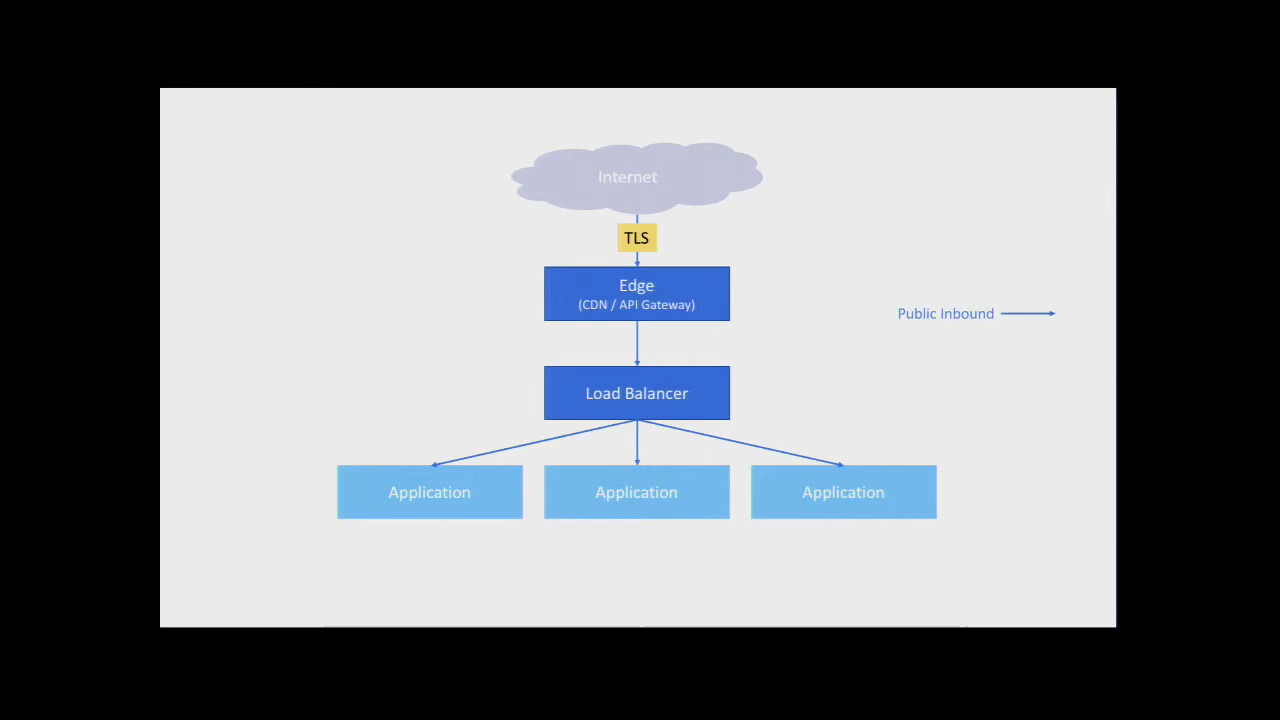 Internet
TLS
Edge
(CDN / API Gateway)
Public Inbound
Load Balancer
Application
Application
Application